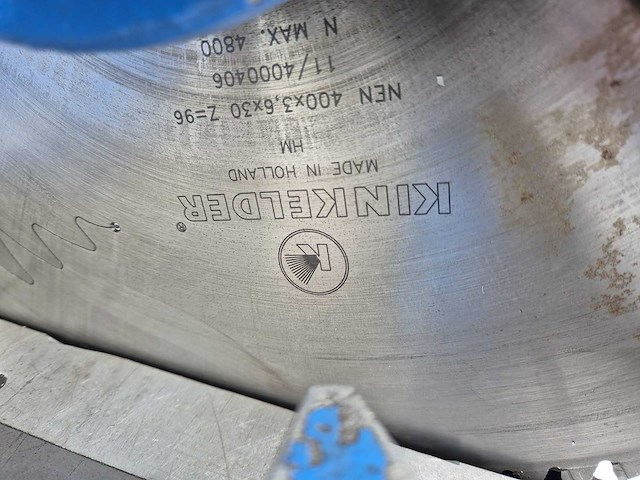 K
KINKELDER®
MADE IN HOLLAND
HM
NEN 400x3,6x30 Z=96
11/4000406
N MAX. 4800